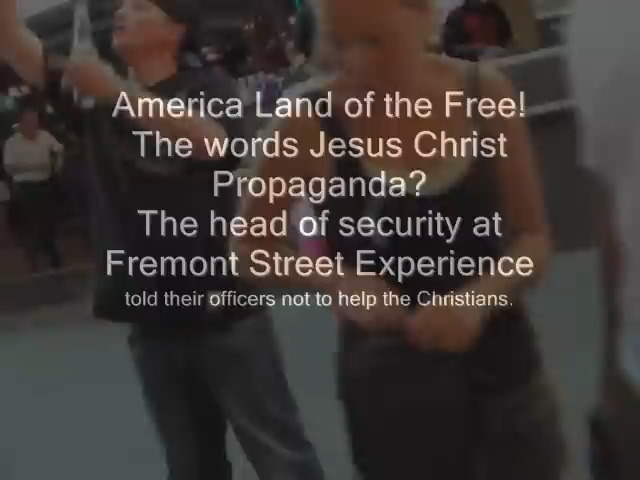 America Land of the Free!
The words Jesus Christ
Propaganda?
The head of security at
Fremont Street Experience
told their officers not to help the Christians.